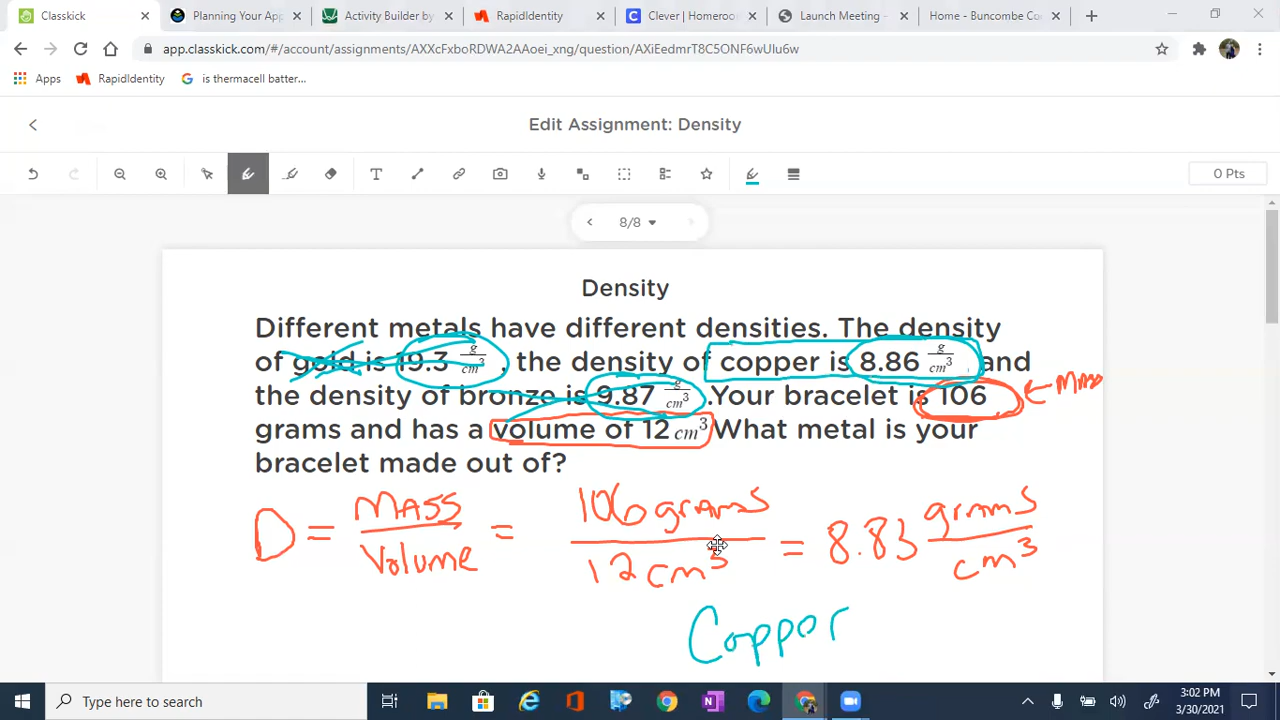 Classkick
Planning Your App
Activity Builder by
RapidIdentity
Clever | Homeroo
Launch Meeting -
Home - Buncombe.co
app.classkick.com/#/account/assignments/AXXcFxboRDWA2AAoei_xng/question/AXiEedmrT8C5ONF6wUIu6w
Apps
RapidIdentity
is thermacell batter...
Edit Assignment: Density
0 Pts
8/8
Density
Different metals have different densities. The density
of gold is 19.3 g/cm³ , the density of copper is 8.86 g/cm³ and
the density of bronze is 9.87 g/cm³ .Your bracelet is 106 ← Mass
grams and has a volume of 12 cm³ What metal is your
bracelet made out of?
D = MASS/Volume = 106 grams/12 cm³ = 8.83 grams/cm³
Copper
Type here to search
3:02 PM
3/30/2021